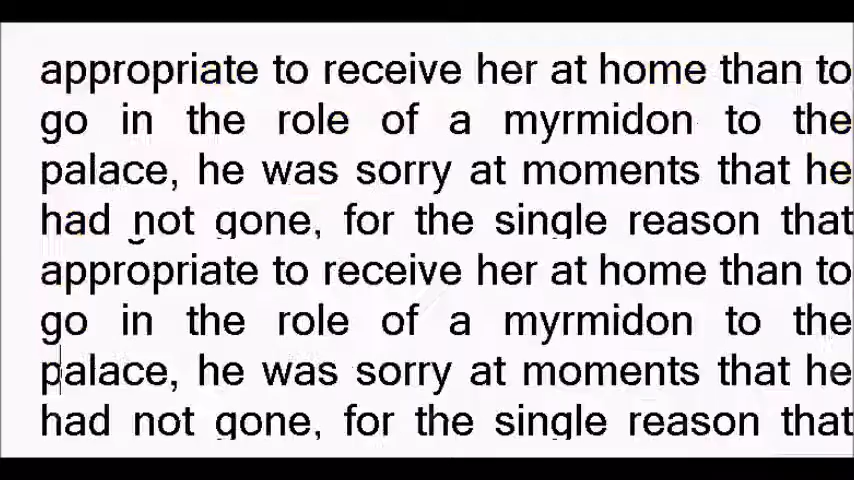 appropriate to receive her at home than to
go in the role of a myrmidon to the
palace, he was sorry at moments that he
had not gone, for the single reason that
appropriate to receive her at home than to
go in the role of a myrmidon to the
palace, he was sorry at moments that he
had not gone, for the single reason that